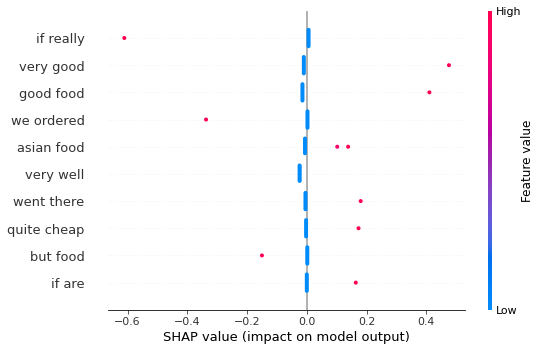 High
if really
very good
good food
we ordered
asian food
very well
went there
quite cheap
but food
if are
Feature value
Low
−0.6 −0.4 −0.2 0.0 0.2 0.4
SHAP value (impact on model output)